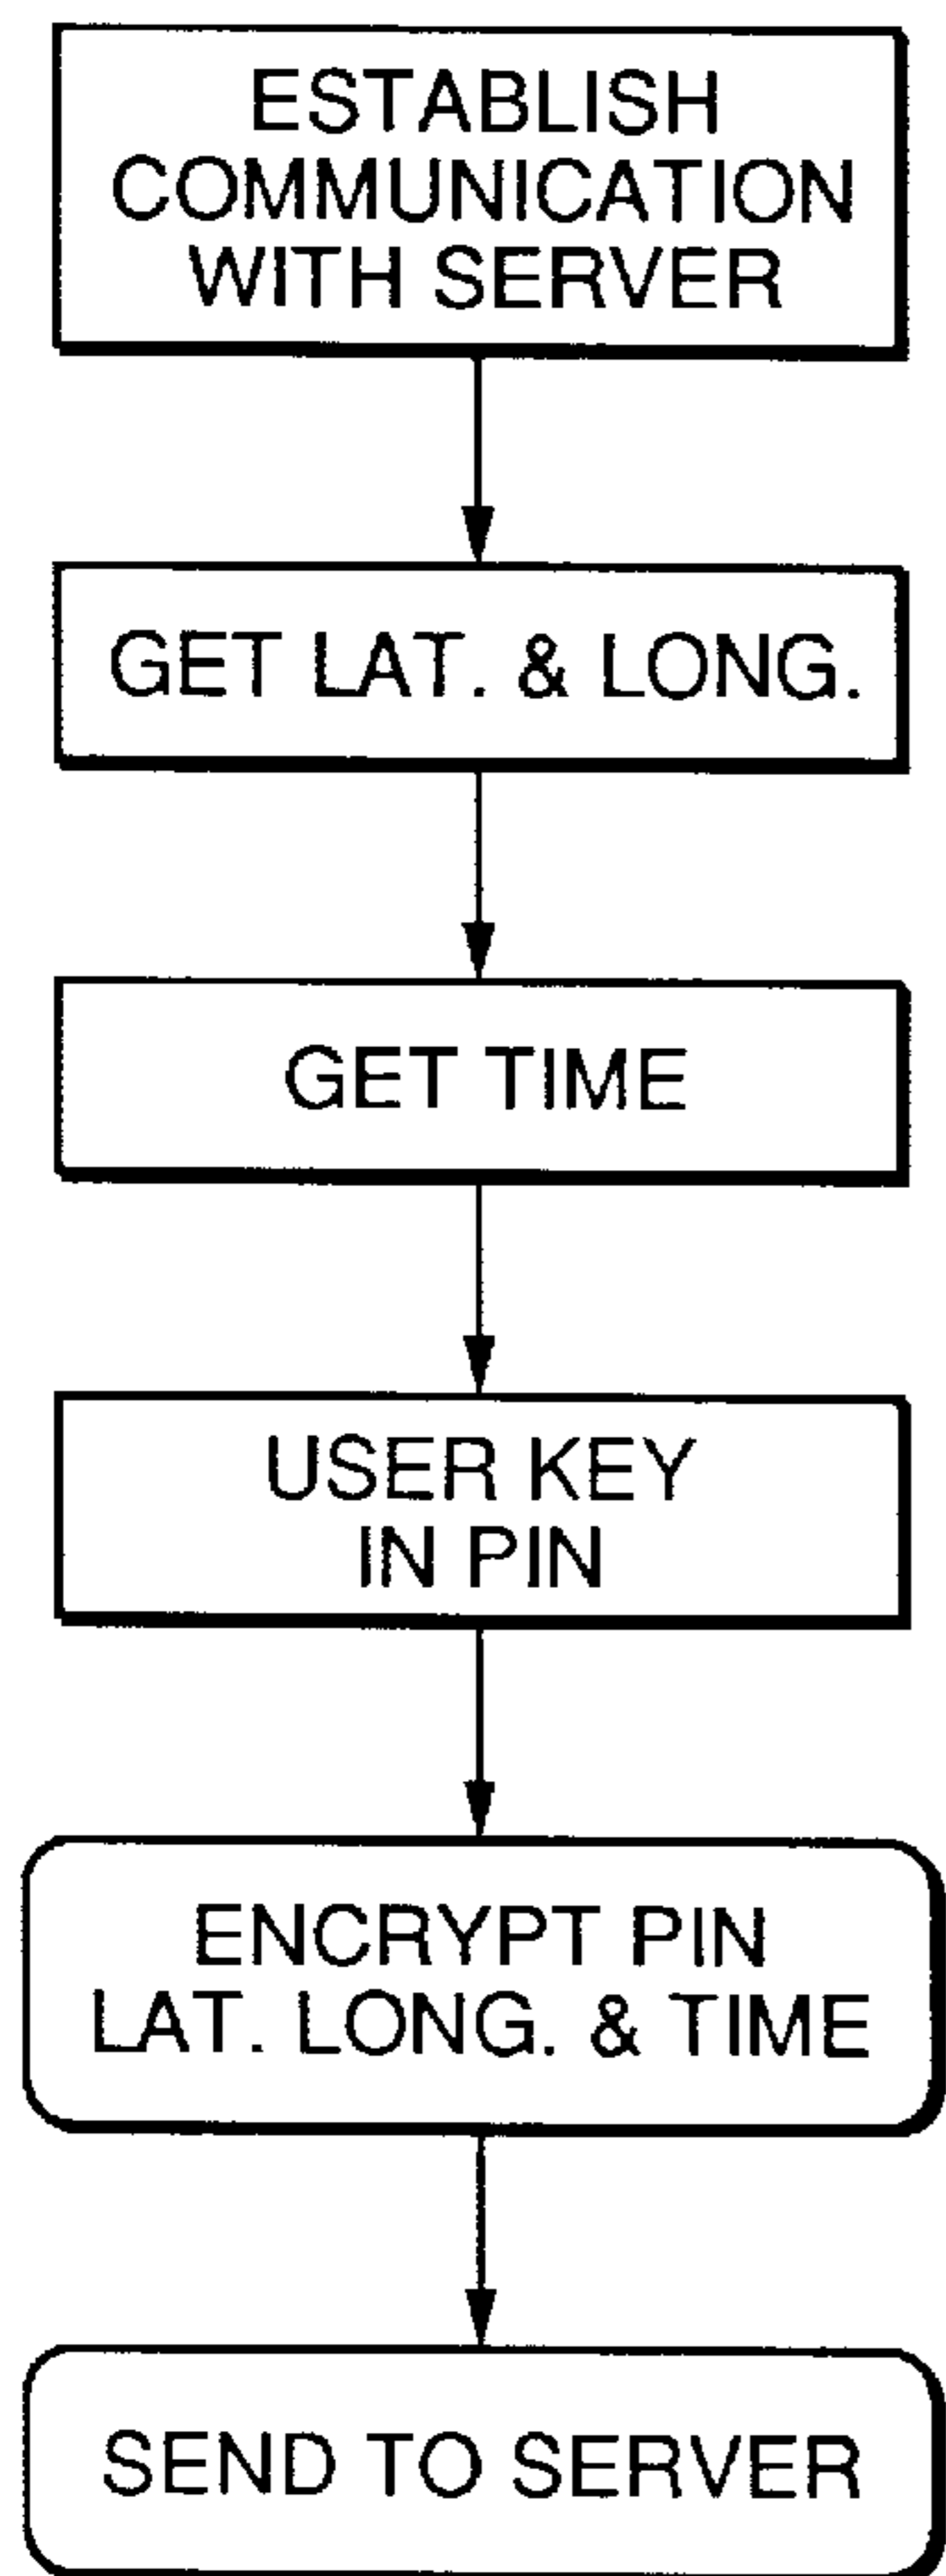 ESTABLISH
COMMUNICATION
WITH SERVER
GET LAT. & LONG.
GET TIME
USER KEY
IN PIN
ENCRYPT PIN
LAT. LONG. & TIME
SEND TO SERVER